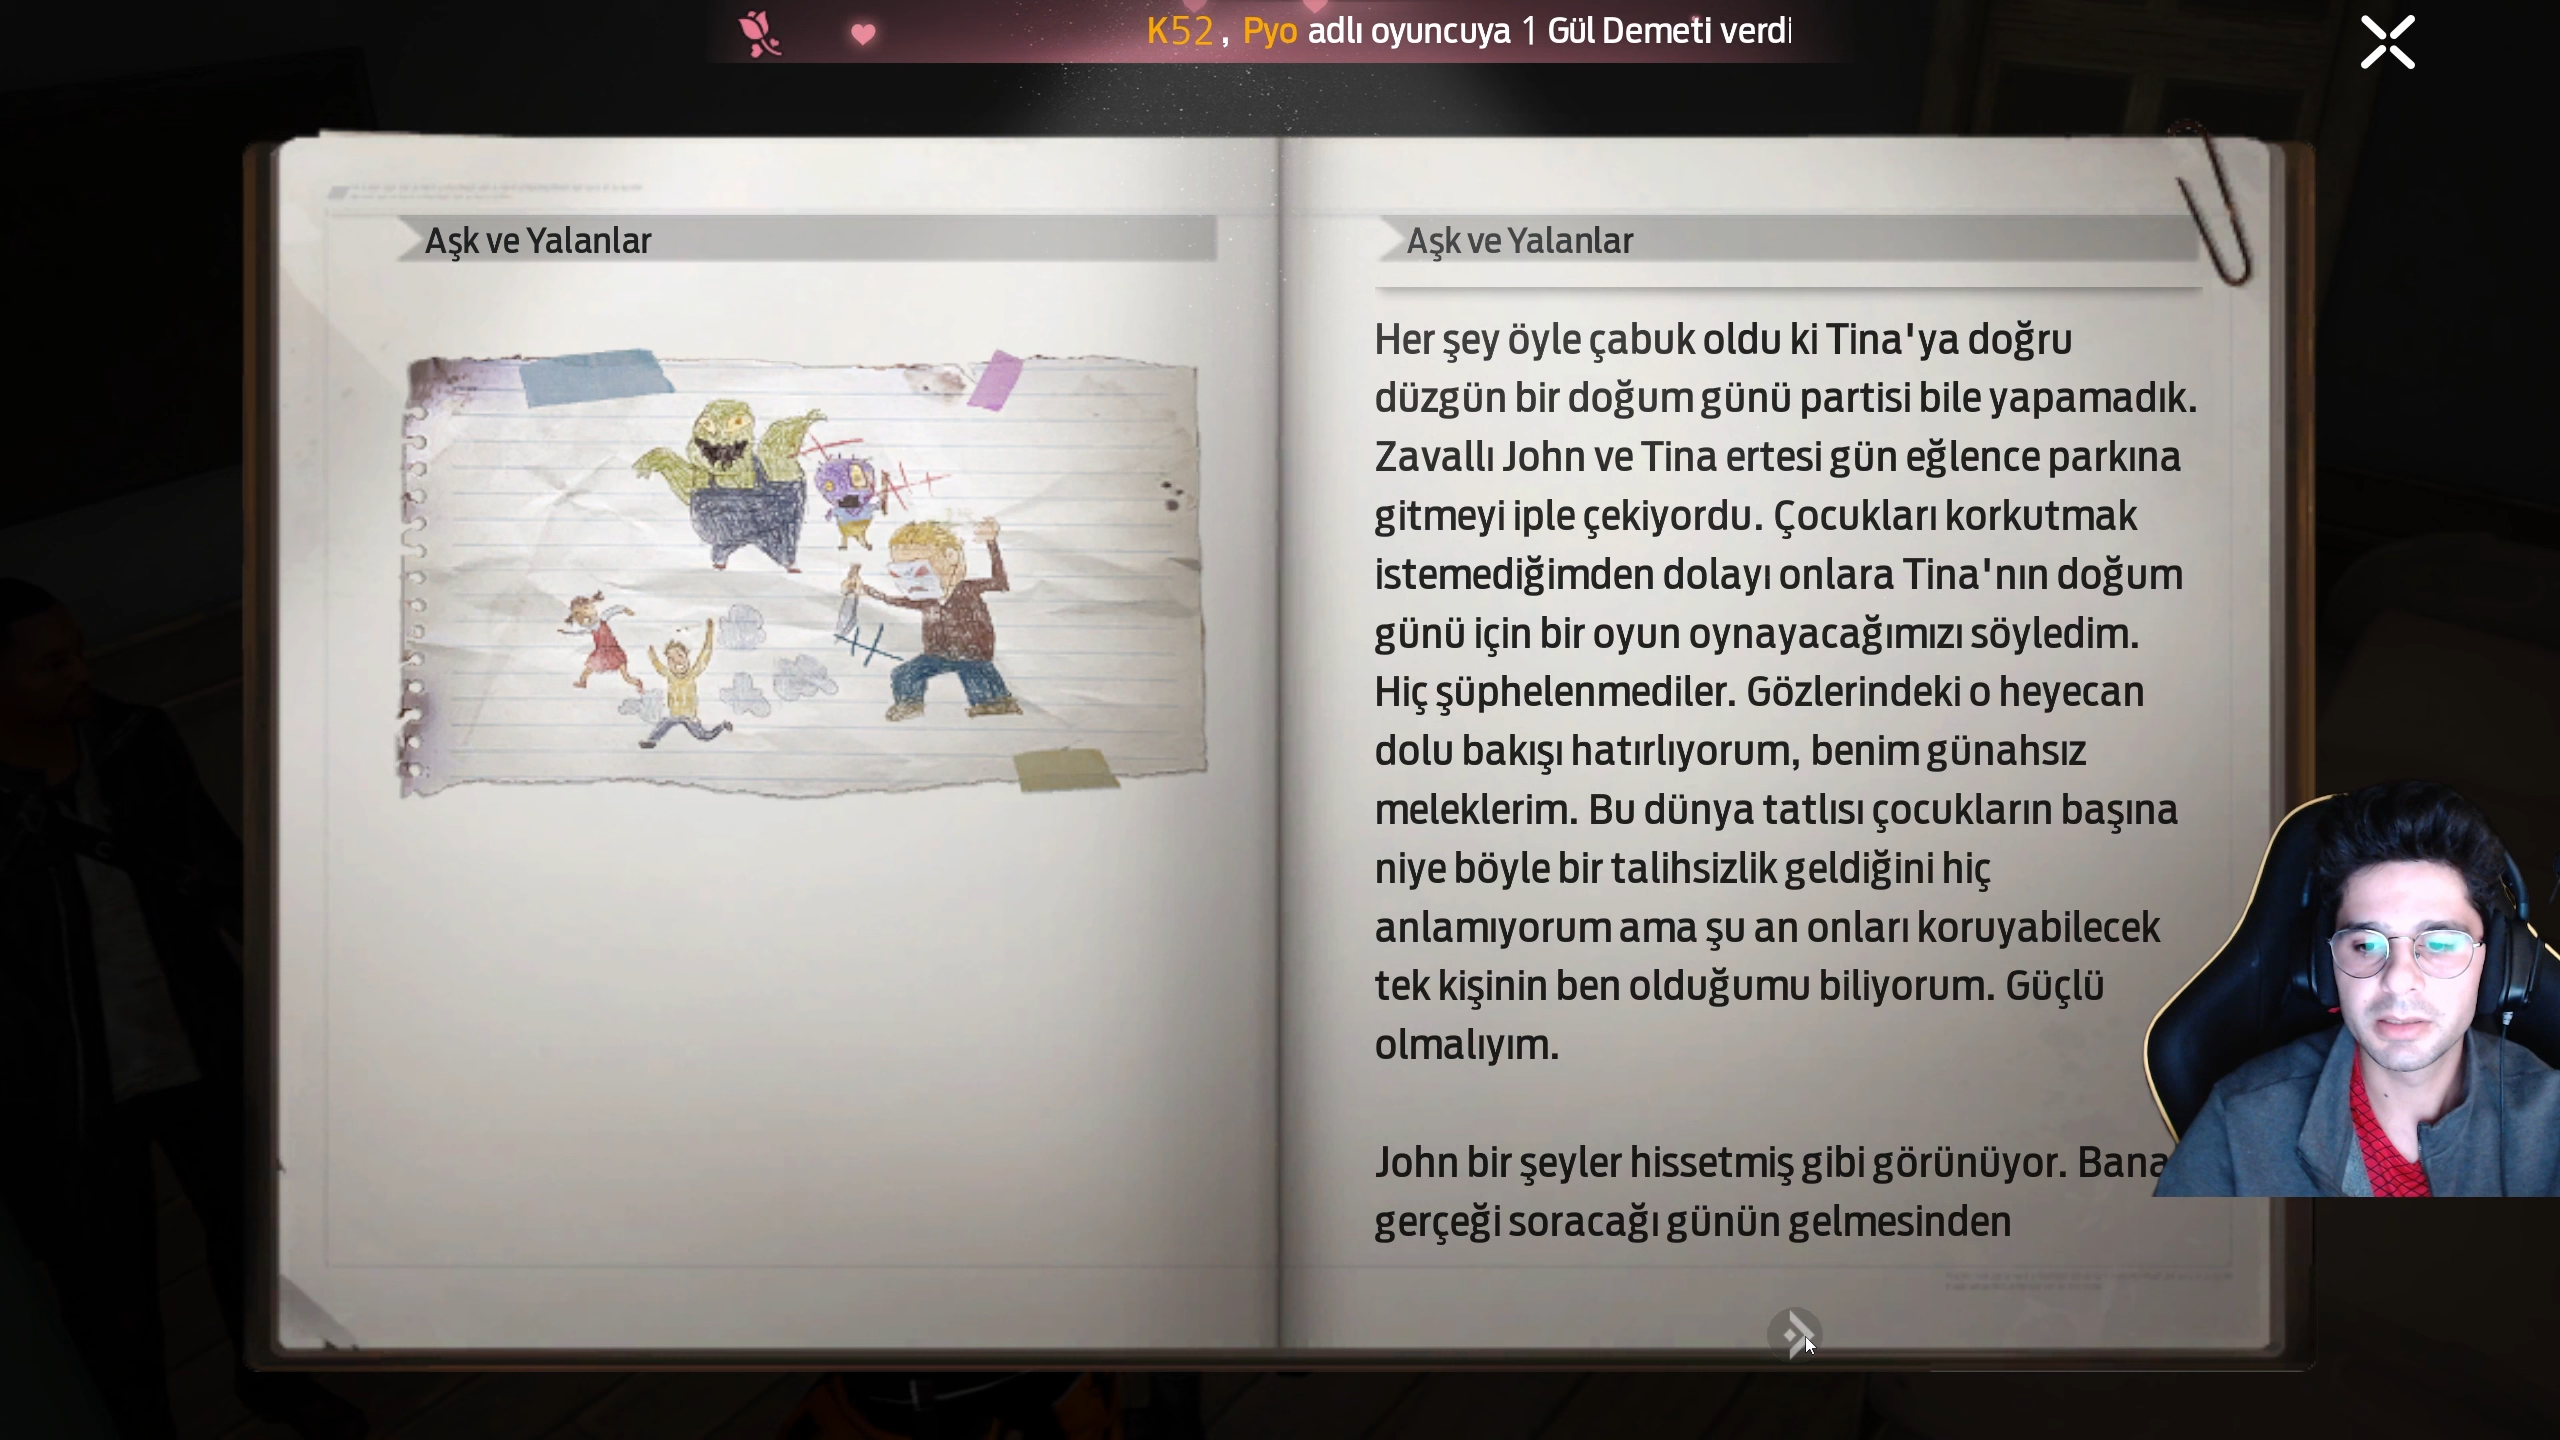 K52, Pyo adlı oyuncuya 1 Gül Demeti verdi
Aşk ve Yalanlar
Aşk ve Yalanlar
Her şey öyle çabuk oldu ki Tina'ya doğru
düzgün bir doğum günü partisi bile yapamadık.
Zavallı John ve Tina ertesi gün eğlence parkına
gitmeyi iple çekiyordu. Çocukları korkutmak
istemediğimden dolayı onlara Tina'nın doğum
günü için bir oyun oynayacağımızı söyledim.
Hiç şüphelenmediler. Gözlerindeki o heyecan
dolu bakışı hatırlıyorum, benim günahsız
meleklerim. Bu dünya tatlısı çocukların başına
niye böyle bir talihsizlik geldiğini hiç
anlamıyorum ama şu an onları koruyabilecek
tek kişinin ben olduğumu biliyorum. Güçlü
olmalıyım.
John bir şeyler hissetmiş gibi görünüyor. Bana
gerçeği soracağı günün gelmesinden